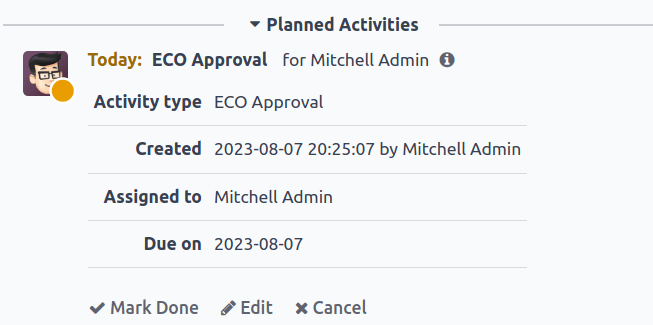 Planned Activities
Today: ECO Approval for Mitchell Admin
Activity type ECO Approval
Created 2023-08-07 20:25:07 by Mitchell Admin
Assigned to Mitchell Admin
Due on 2023-08-07
Mark Done Edit Cancel